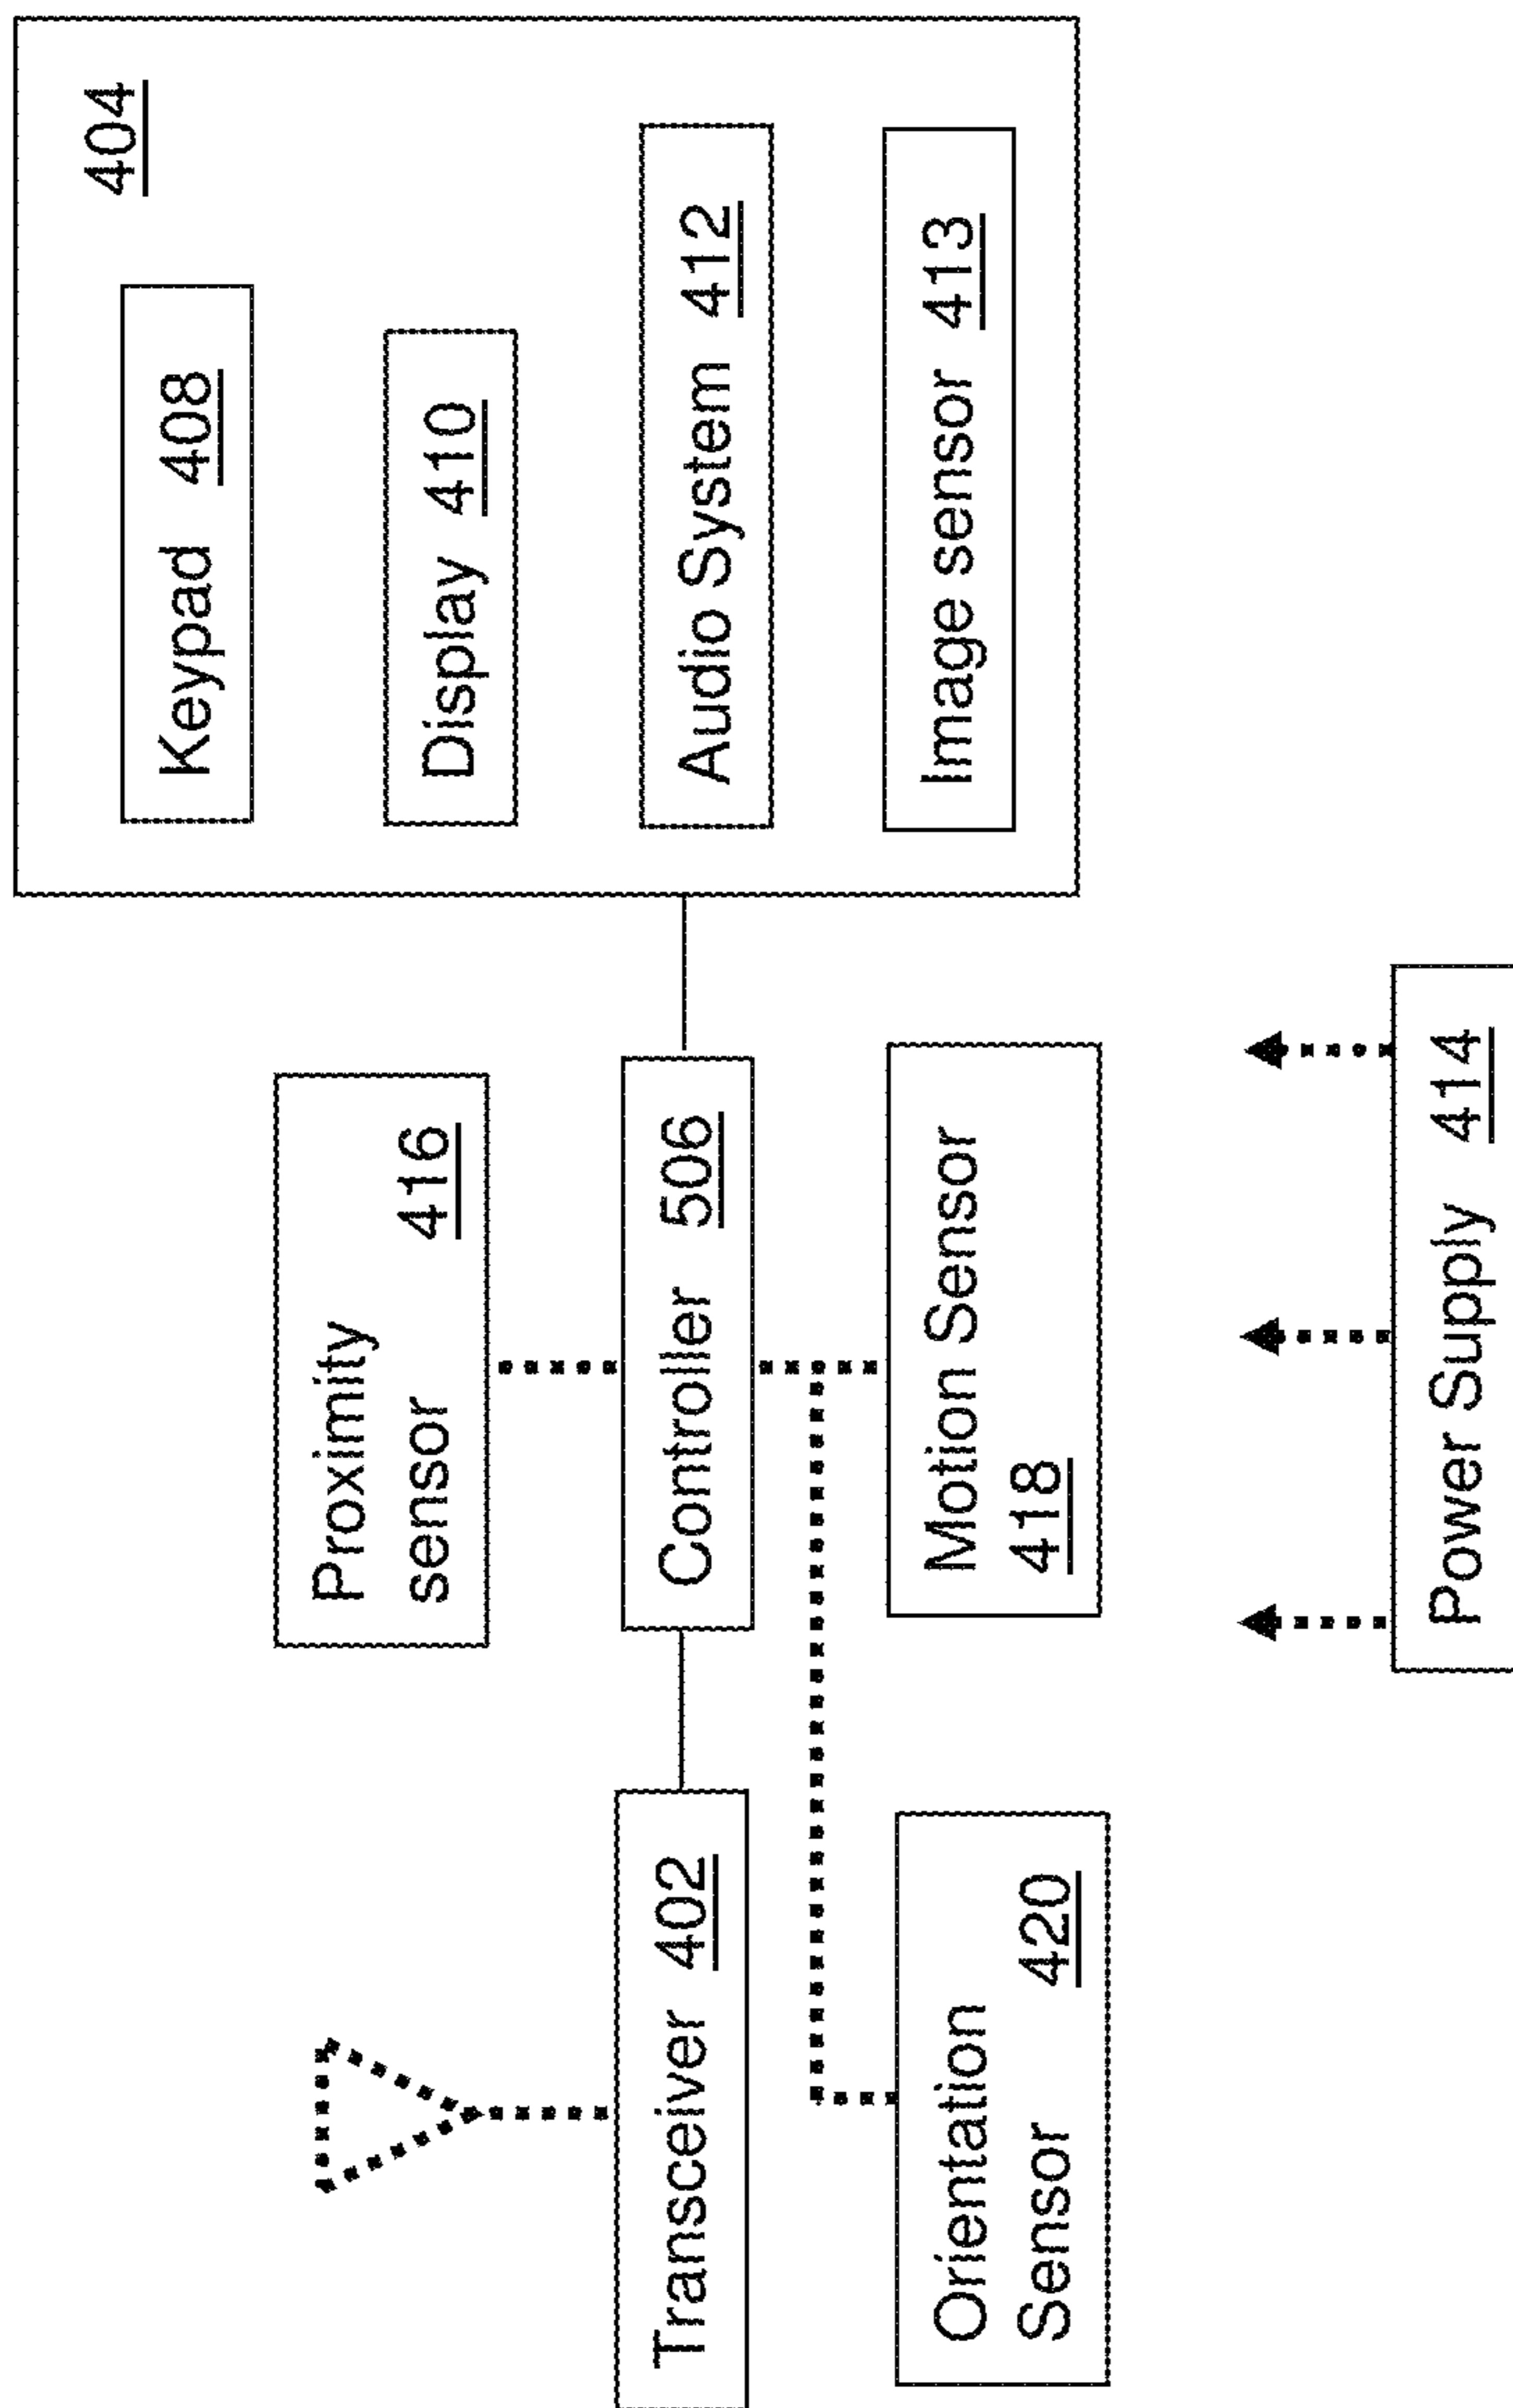 404
Keypad 408
Display 410
Audio System 412
Image sensor 413
Proximity
sensor 416
Controller 506
Motion Sensor
418
Transceiver 402
Orientation
Sensor 420
Power Supply 414